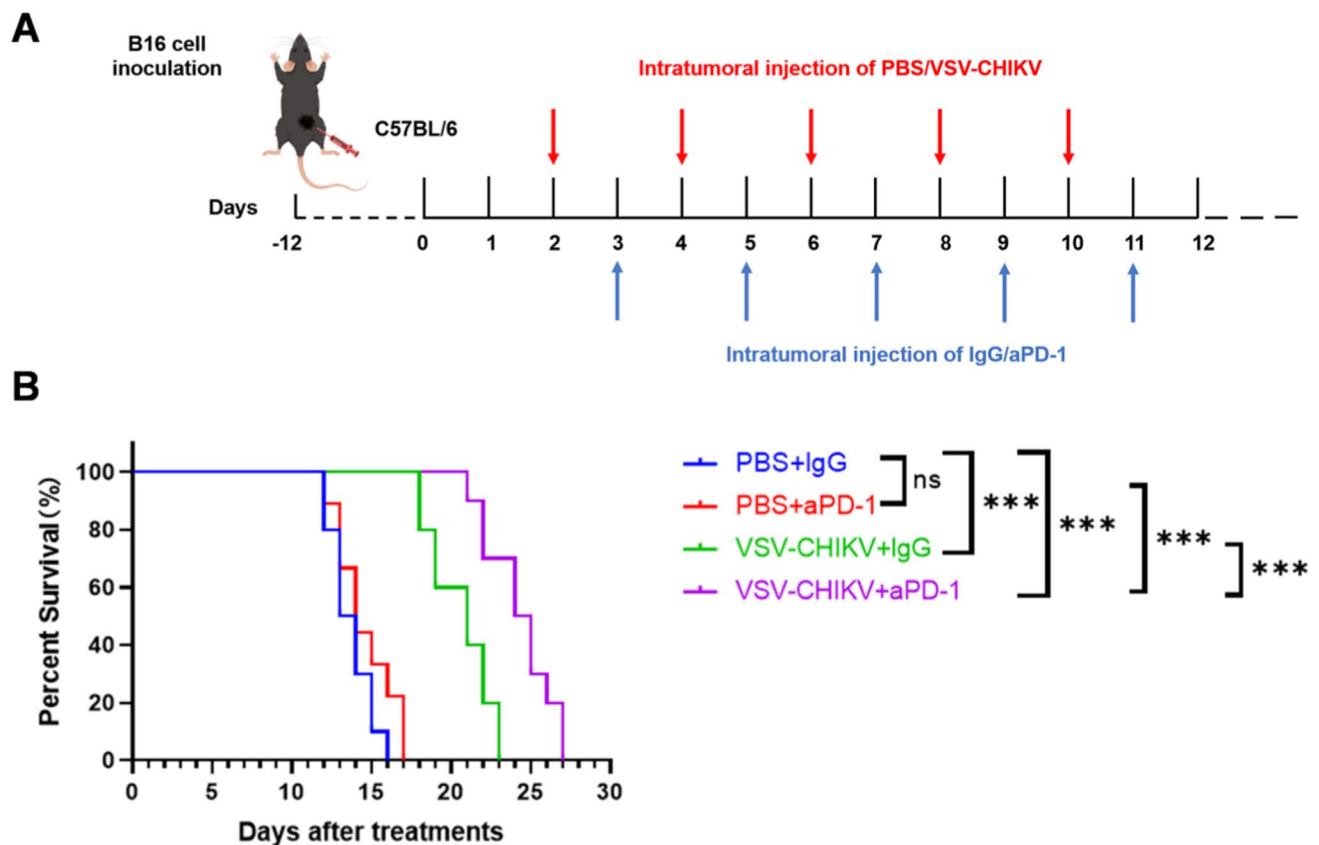 A
B16 cell
inoculation
C57BL/6
Intratumoral injection of PBS/VSV-CHIKV
Days
-12 0 1 2 3 4 5 6 7 8 9 10 11 12
Intratumoral injection of IgG/aPD-1
B
Percent Survival (%)
100
80
60
40
20
0
0 5 10 15 20 25 30
Days after treatments
PBS+IgG
PBS+aPD-1
VSV-CHIKV+IgG
VSV-CHIKV+aPD-1
ns
***
***
***
***